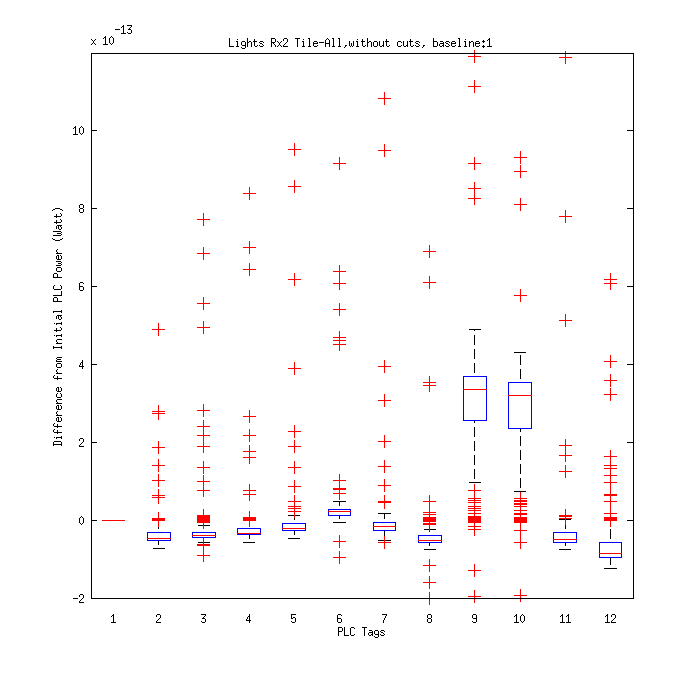 -13
x 10
Lights Rx2 Tile-All,without cuts, baseline:1
10
8
6
4
2
0
-2
Difference from Initial PLC Power (Watt)
1 2 3 4 5 6 7 8 9 10 11 12
PLC Tags